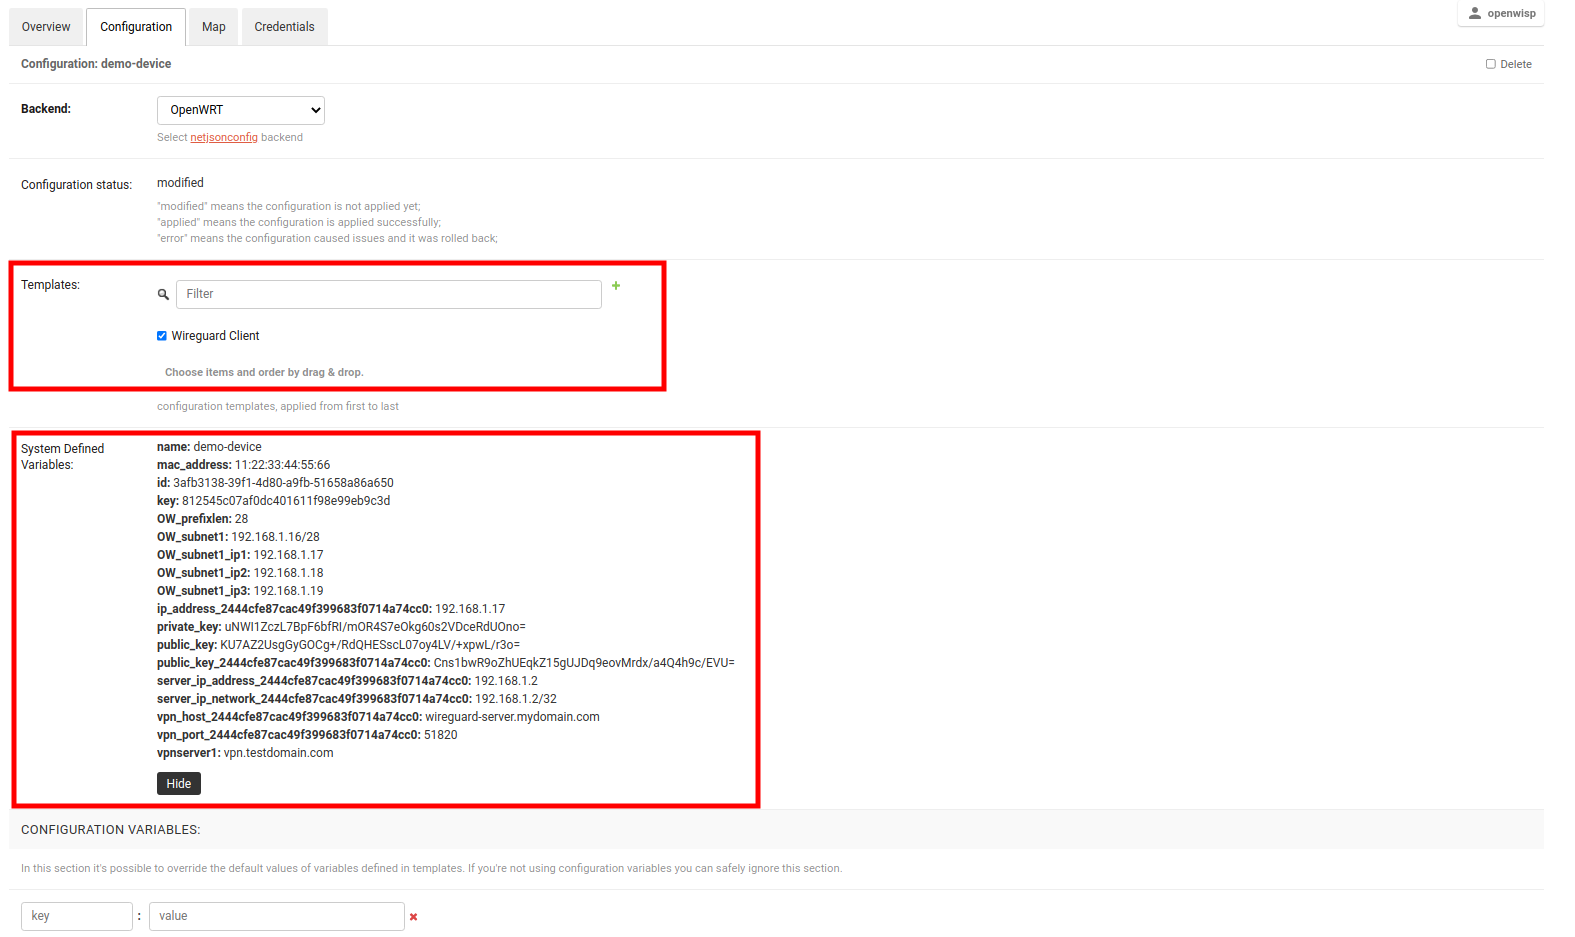 Overview
Configuration
Map
Credentials
openwisp
Configuration: demo-device
Delete
Backend:
OpenWRT
Select netjsonconfig backend
Configuration status:
modified
"modified" means the configuration is not applied yet;
"applied" means the configuration is applied successfully;
"error" means the configuration caused issues and it was rolled back;
Templates:
Filter
Wireguard Client
Choose items and order by drag & drop.
configuration templates, applied from first to last
System Defined
Variables:
name: demo-device
mac_address: 11:22:33:44:55:66
id: 3afb3138-39f1-4d80-a9fb-51658a86a650
key: 812545c07af0dc401611f98e99eb9c3d
OW_prefixlen: 28
OW_subnet1: 192.168.1.16/28
OW_subnet1_ip1: 192.168.1.17
OW_subnet1_ip2: 192.168.1.18
OW_subnet1_ip3: 192.168.1.19
ip_address_2444cfe87cac49f399683f0714a74cc0: 192.168.1.17
private_key: uNWI1ZczL7BpF6bfRI/mOR4S7eOkg60s2VDceRdUOno=
public_key: KU7AZ2UsgGyGOCg+/RdQHESscL07oy4LV/+xpwL/r3o=
public_key_2444cfe87cac49f399683f0714a74cc0: Cns1bwR9oZhUEqkZ15gUJDq9eovMrdx/a4Q4h9c/EVU=
server_ip_address_2444cfe87cac49f399683f0714a74cc0: 192.168.1.2
server_ip_network_2444cfe87cac49f399683f0714a74cc0: 192.168.1.2/32
vpn_host_2444cfe87cac49f399683f0714a74cc0: wireguard-server.mydomain.com
vpn_port_2444cfe87cac49f399683f0714a74cc0: 51820
vpnserver1: vpn.testdomain.com
Hide
CONFIGURATION VARIABLES:
In this section it's possible to override the default values of variables defined in templates. If you're not using configuration variables you can safely ignore this section.
key : value